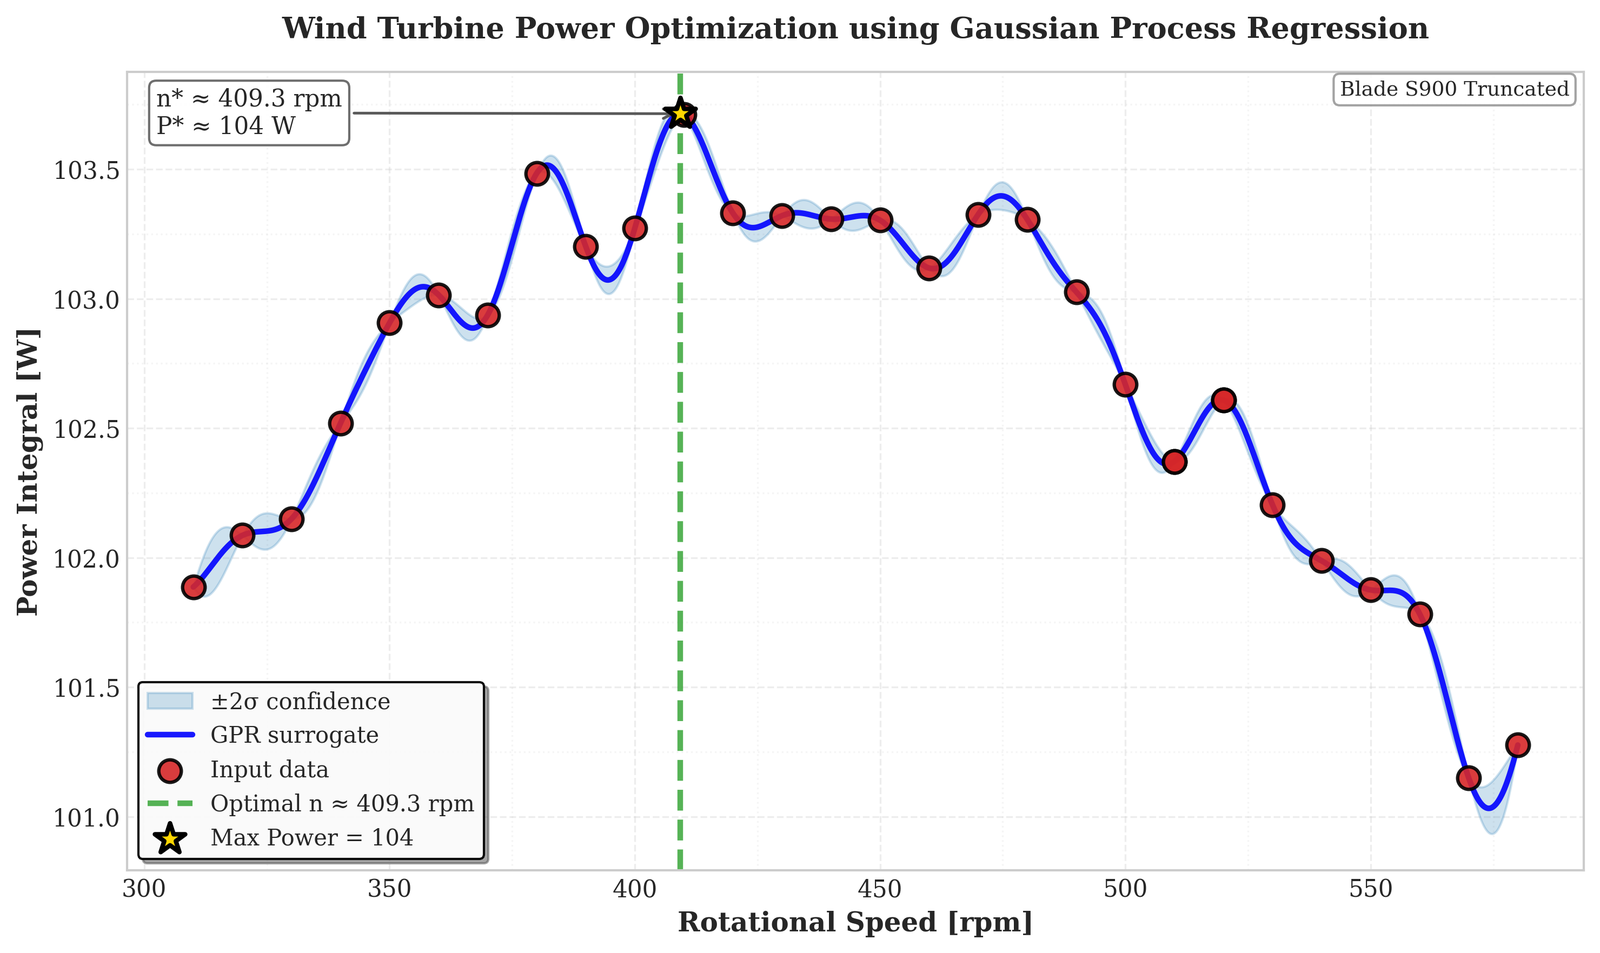 Wind Turbine Power Optimization using Gaussian Process Regression
n* ≈ 409.3 rpm
P* ≈ 104 W
Blade S900 Truncated
Power Integral [W]
103.5
103.0
102.5
102.0
101.5
101.0
±2σ confidence
GPR surrogate
Input data
Optimal n ≈ 409.3 rpm
Max Power = 104
300 350 400 450 500 550
Rotational Speed [rpm]